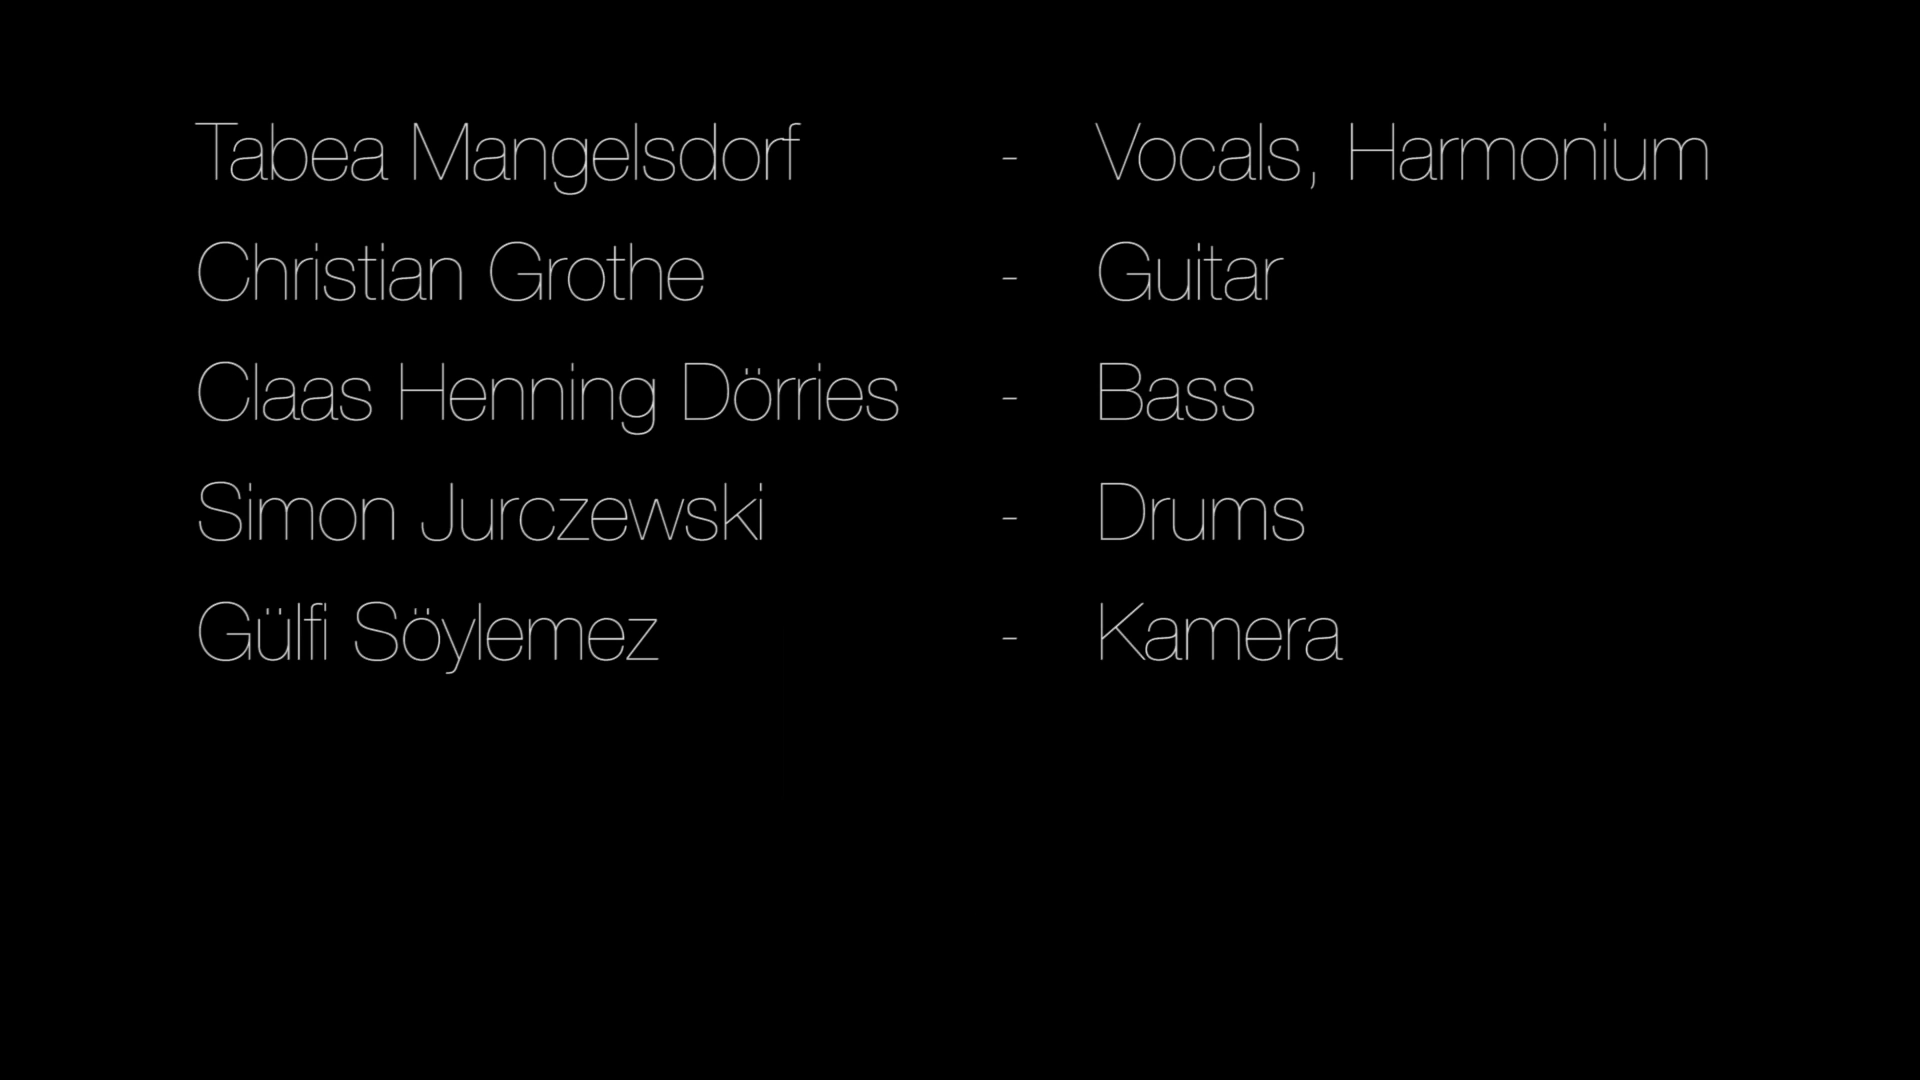 Tabea Mangelsdorf - Vocals, Harmonium
Christian Grothe - Guitar
Claas Henning Dörries - Bass
Simon Jurczewski - Drums
Gülfi Söylemez - Kamera